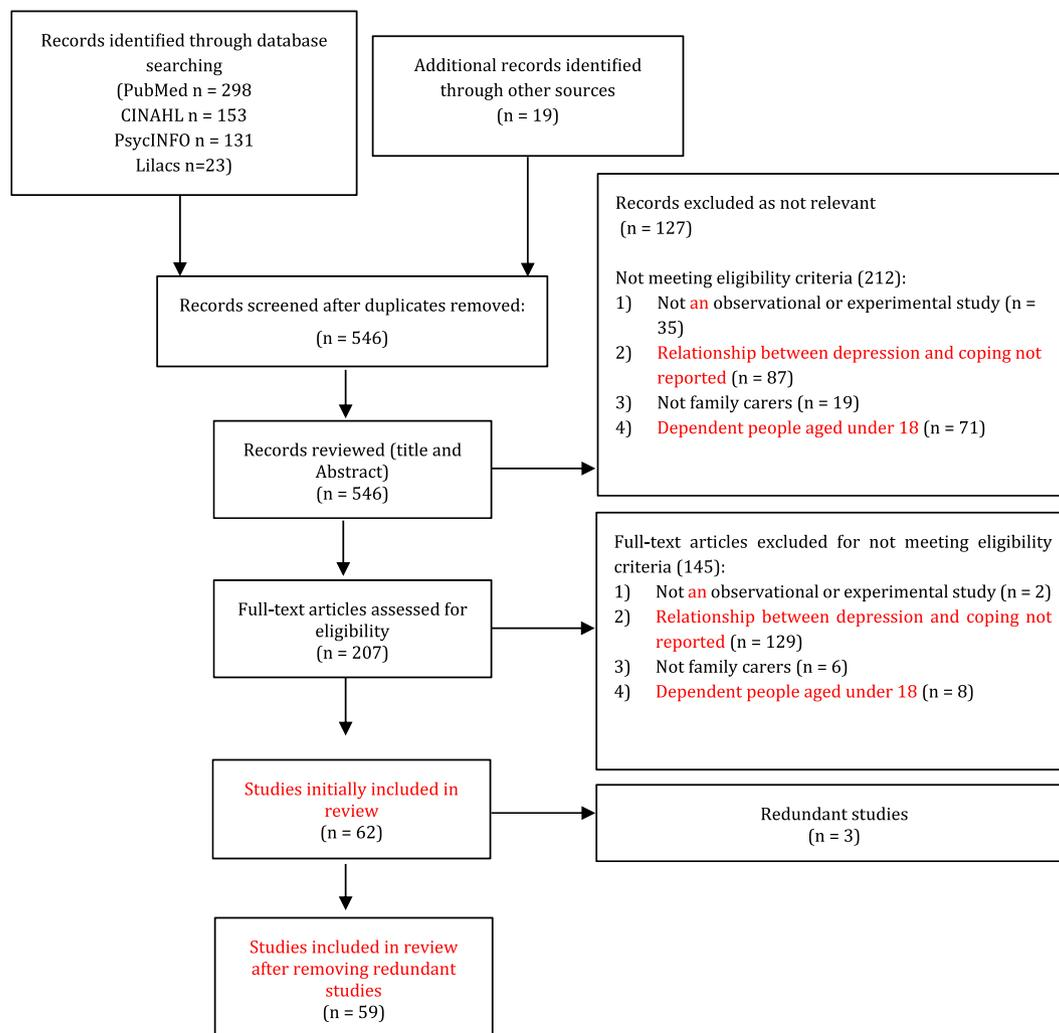 Records identified through database
searching
(PubMed n = 298
CINAHL n = 153
PsycINFO n = 131
Lilacs n=23)
Additional records identified
through other sources
(n = 19)
Records screened after duplicates removed:
(n = 546)
Records reviewed (title and
Abstract)
(n = 546)
Records excluded as not relevant
(n = 127)
Not meeting eligibility criteria (212):
1) Not an observational or experimental study (n =
35)
2) Relationship between depression and coping not
reported (n = 87)
3) Not family carers (n = 19)
4) Dependent people aged under 18 (n = 71)
Full-text articles assessed for
eligibility
(n = 207)
Full-text articles excluded for not meeting eligibility
criteria (145):
1) Not an observational or experimental study (n = 2)
2) Relationship between depression and coping not
reported (n = 129)
3) Not family carers (n = 6)
4) Dependent people aged under 18 (n = 8)
Studies initially included in
review
(n = 62)
Redundant studies
(n = 3)
Studies included in review
after removing redundant
studies
(n = 59)